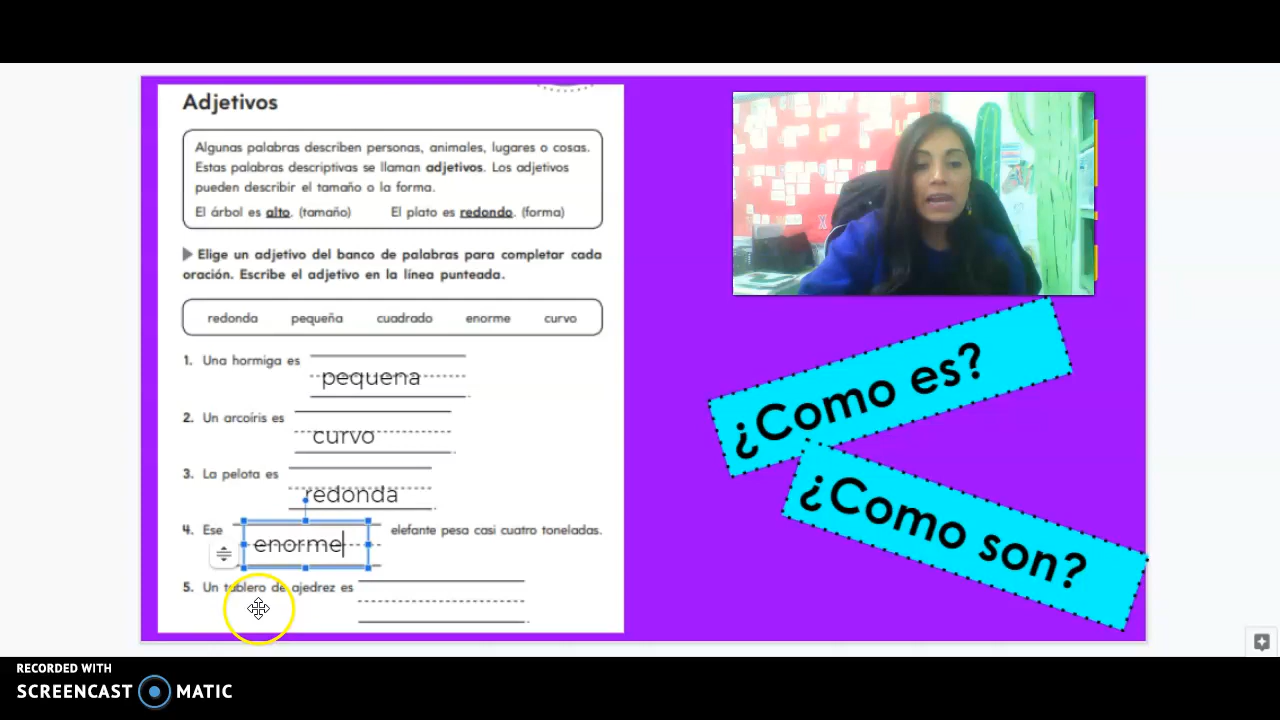 Adjetivos
Algunas palabras describen personas, animales, lugares o cosas.
Estas palabras descriptivas se llaman adjetivos. Los adjetivos
pueden describir el tamaño o la forma.
El árbol es alto. (tamaño) El plato es redondo. (forma)
Elige un adjetivo del banco de palabras para completar cada
oración. Escribe el adjetivo en la línea punteada.
redonda pequeña cuadrado enorme curvo
1. Una hormiga es pequena.
2. Un arcoíris es curvo.
3. La pelota es redonda.
4. Ese enorme elefante pesa casi cuatro toneladas.
5. Un tablero de ajedrez es .
¿Como es?
¿Como son?
RECORDED WITH
SCREENCAST MATIC